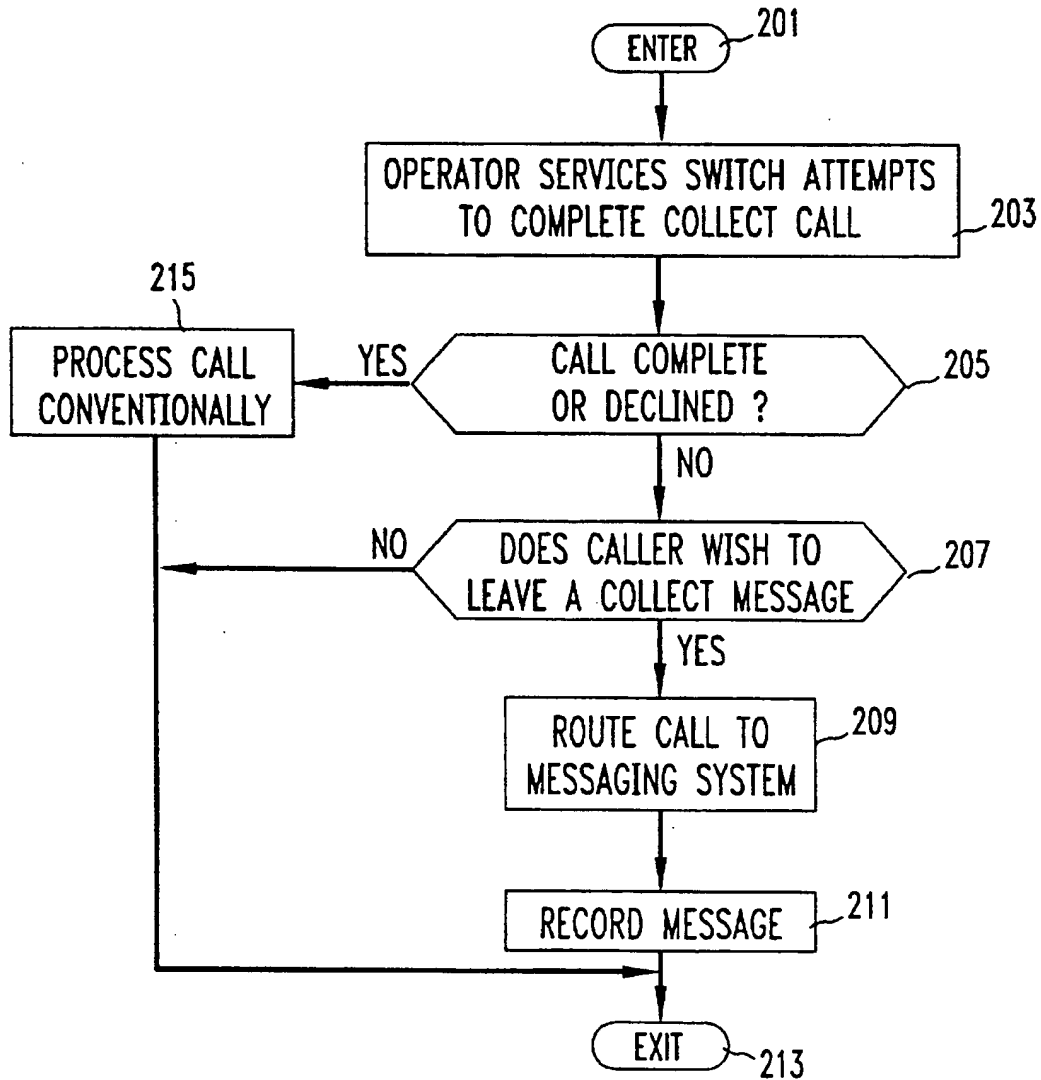 201
ENTER
OPERATOR SERVICES SWITCH ATTEMPTS
TO COMPLETE COLLECT CALL
203
215
PROCESS CALL
CONVENTIONALLY
YES
CALL COMPLETE
OR DECLINED ?
205
NO
NO
DOES CALLER WISH TO
LEAVE A COLLECT MESSAGE
207
YES
ROUTE CALL TO
MESSAGING SYSTEM
209
RECORD MESSAGE
211
EXIT
213